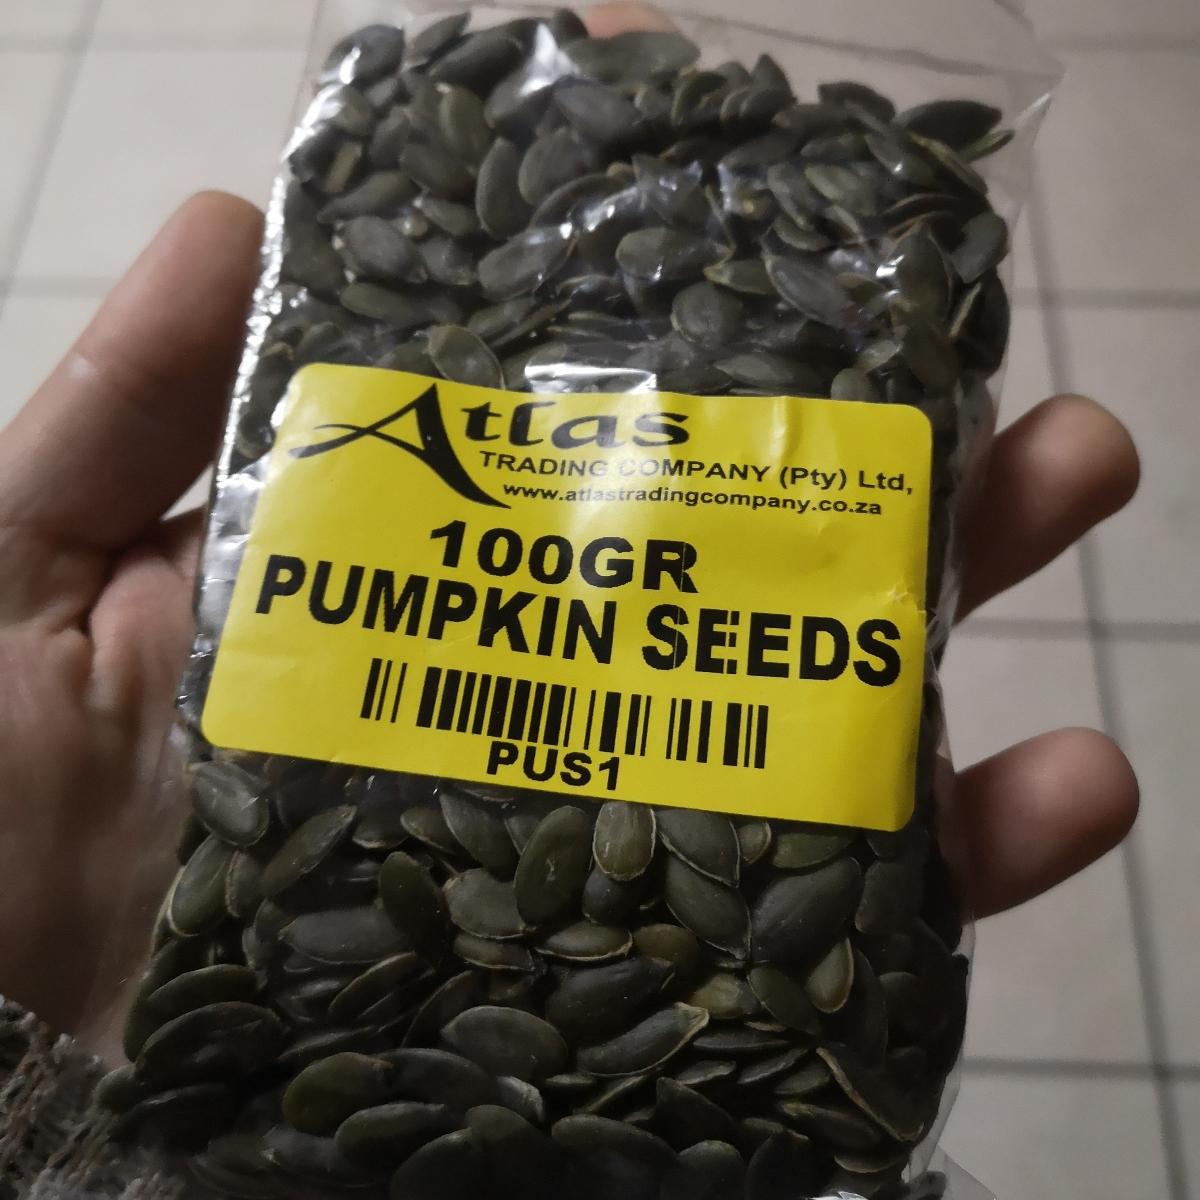 Atlas
TRADING COMPANY (Pty) Ltd,
www.atlastradingcompany.co.za
100GR
PUMPKIN SEEDS
PUS1